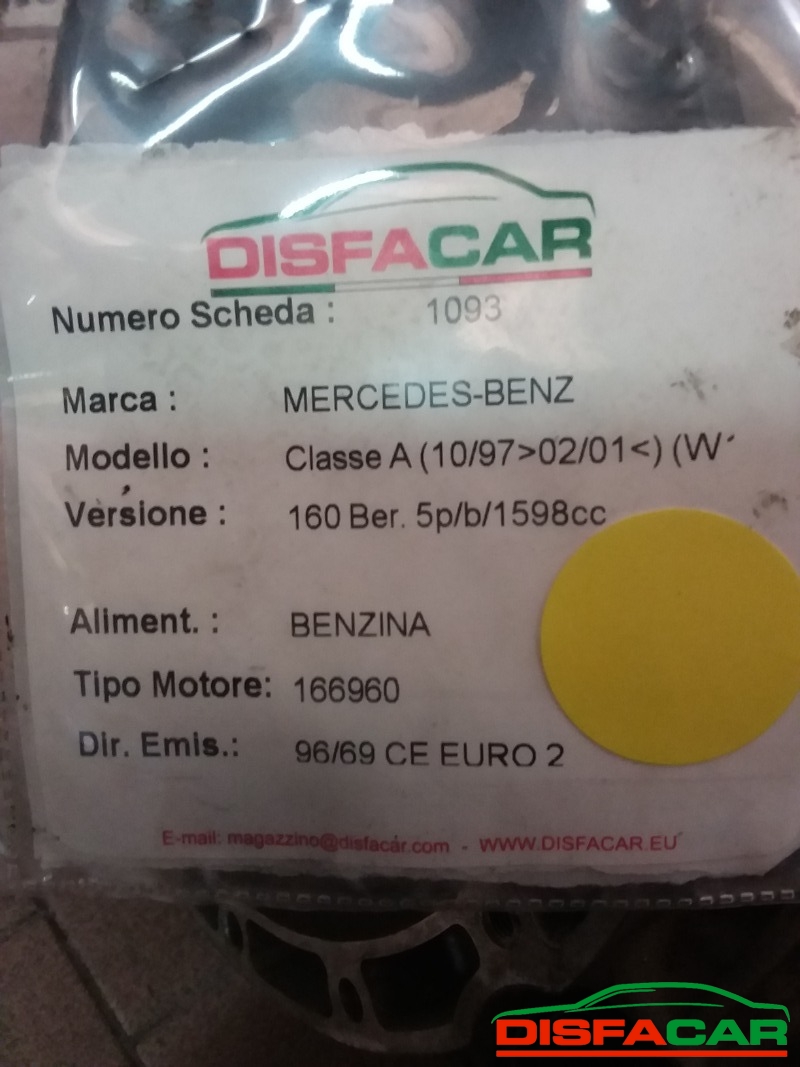 DISFACAR
Numero Scheda : 1093
Marca : MERCEDES-BENZ
Modello : Classe A (10/97>02/01<) (W
Versione : 160 Ber. 5p/b/1598cc
Aliment. : BENZINA
Tipo Motore: 166960
Dir. Emis.: 96/69 CE EURO 2
E-mail: magazzino@disfacar.com - WWW.DISFACAR.EU
DISFACAR